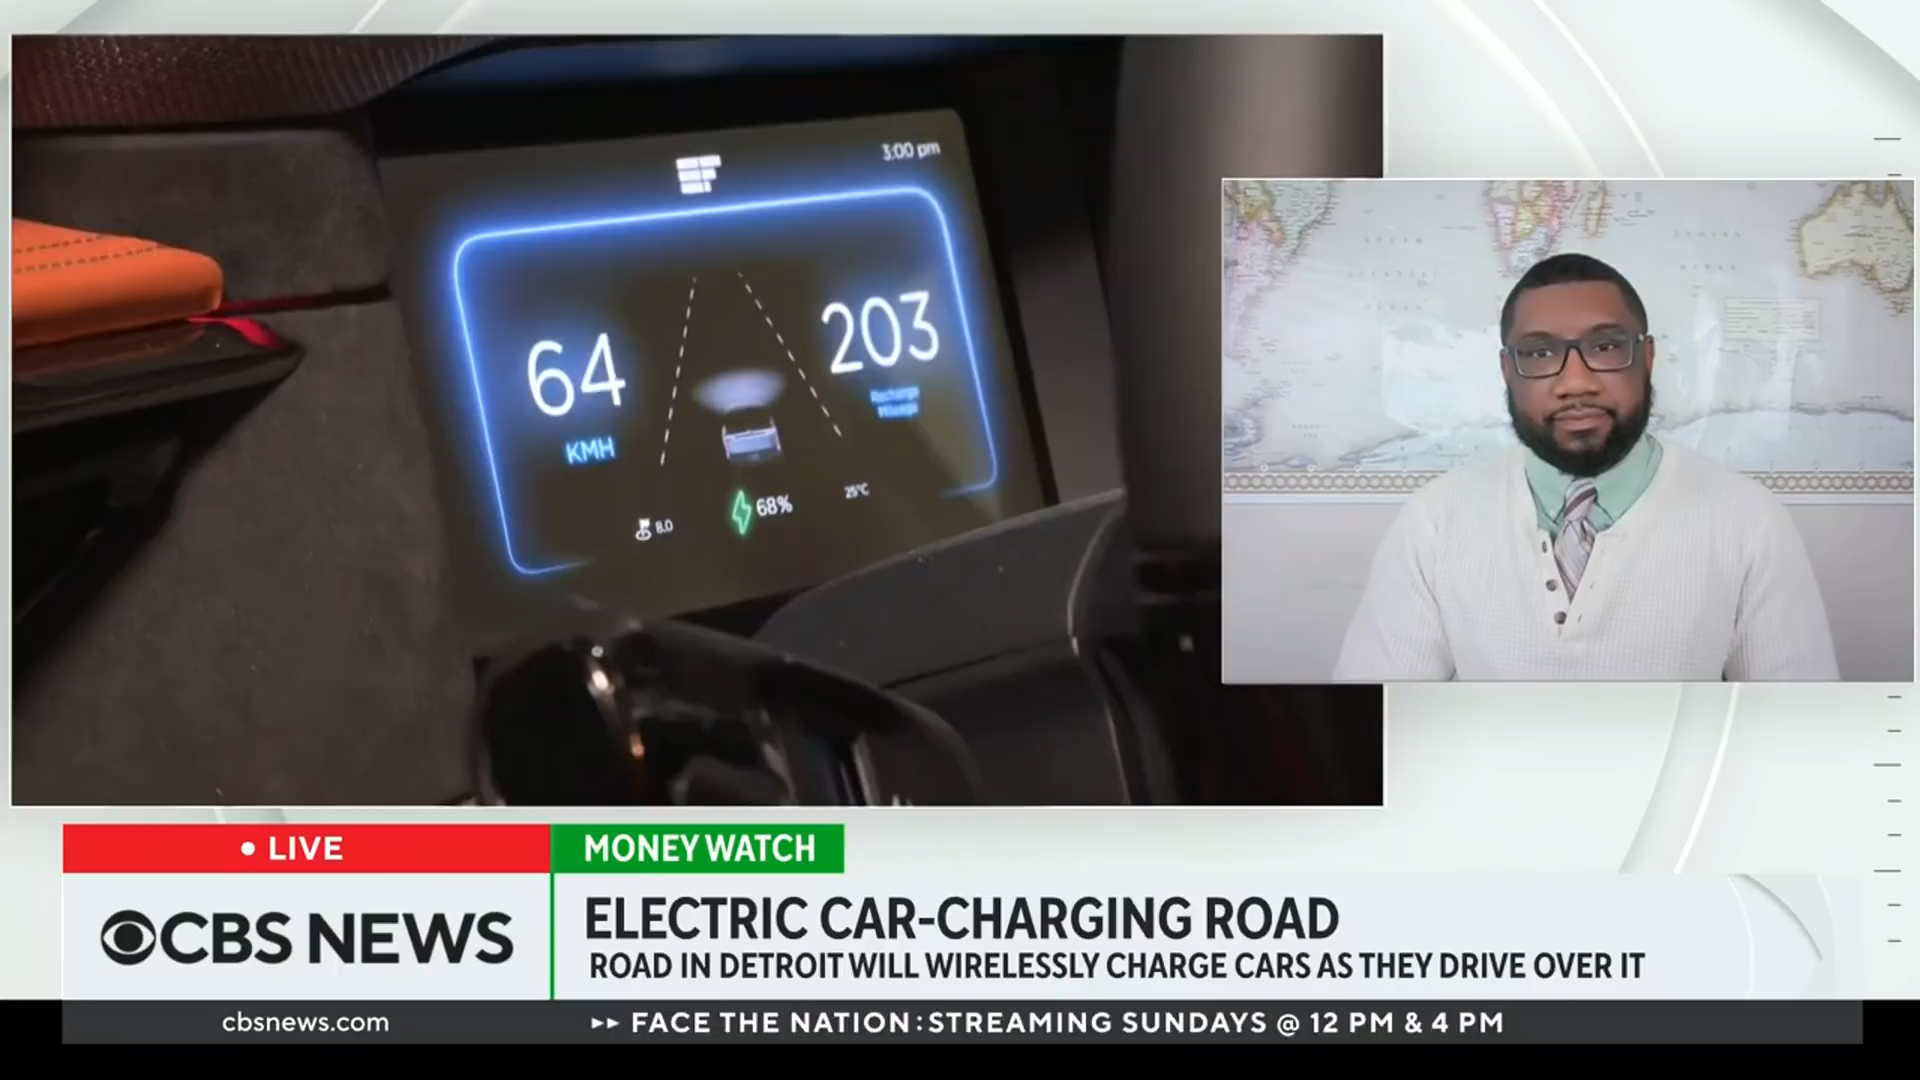 3:00 pm
64
KMH
203
Recharge
Mileage
8.0
68%
25°C
LIVE
MONEY WATCH
CBS NEWS
ELECTRIC CAR-CHARGING ROAD
ROAD IN DETROIT WILL WIRELESSLY CHARGE CARS AS THEY DRIVE OVER IT
cbsnews.com
FACE THE NATION: STREAMING SUNDAYS @ 12 PM & 4 PM